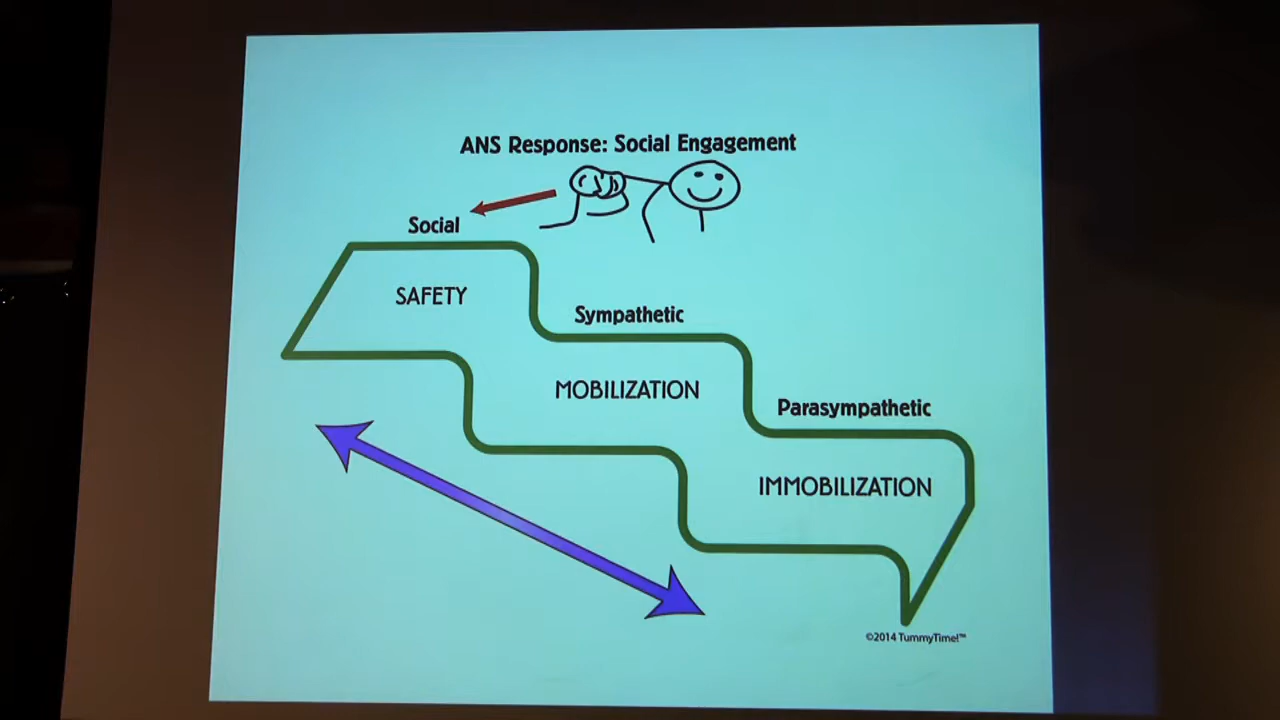 ANS Response: Social Engagement
Social
SAFETY
Sympathetic
MOBILIZATION
Parasympathetic
IMMOBILIZATION
©2014 TummyTime!™